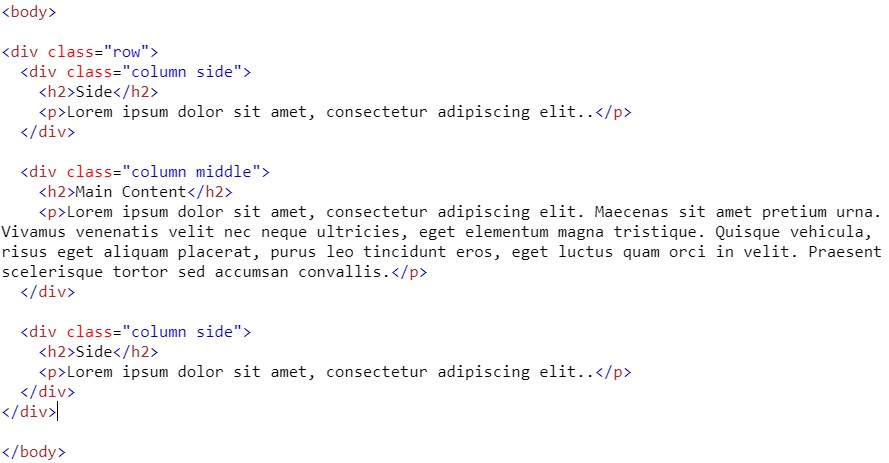 <body>

<div class="row">
  <div class="column side">
    <h2>Side</h2>
    <p>Lorem ipsum dolor sit amet, consectetur adipiscing elit..</p>
  </div>

  <div class="column middle">
    <h2>Main Content</h2>
    <p>Lorem ipsum dolor sit amet, consectetur adipiscing elit. Maecenas sit amet pretium urna.
Vivamus venenatis velit nec neque ultricies, eget elementum magna tristique. Quisque vehicula,
risus eget aliquam placerat, purus leo tincidunt eros, eget luctus quam orci in velit. Praesent
scelerisque tortor sed accumsan convallis.</p>
  </div>

  <div class="column side">
    <h2>Side</h2>
    <p>Lorem ipsum dolor sit amet, consectetur adipiscing elit..</p>
  </div>
</div>

</body>